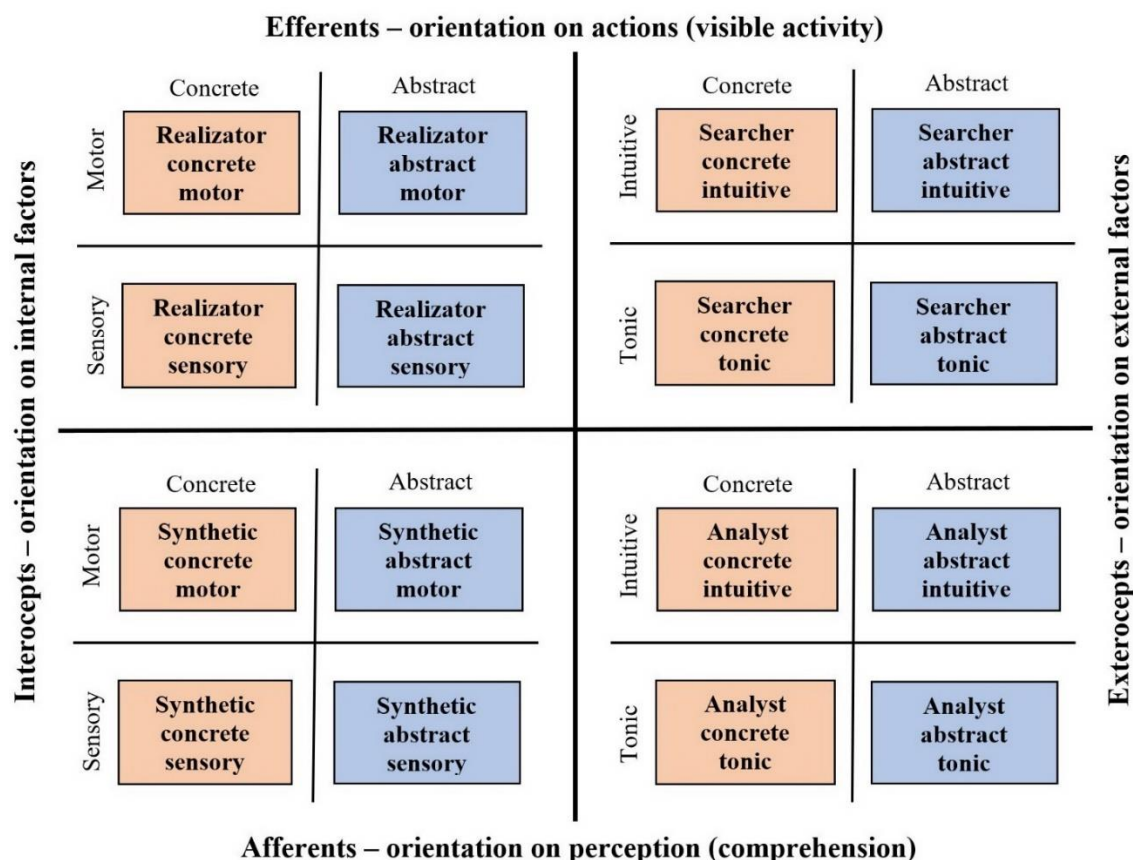 Efferents – orientation on actions (visible activity)
Interocepts – orientation on internal factors
Exterocepts – orientation on external factors
Concrete
Abstract
Motor
Realizator
concrete
motor
Realizator
abstract
motor
Sensory
Realizator
concrete
sensory
Realizator
abstract
sensory
Concrete
Abstract
Intuitive
Searcher
concrete
intuitive
Searcher
abstract
intuitive
Tonic
Searcher
concrete
tonic
Searcher
abstract
tonic
Concrete
Abstract
Motor
Synthetic
concrete
motor
Synthetic
abstract
motor
Sensory
Synthetic
concrete
sensory
Synthetic
abstract
sensory
Concrete
Abstract
Intuitive
Analyst
concrete
intuitive
Analyst
abstract
intuitive
Tonic
Analyst
concrete
tonic
Analyst
abstract
tonic
Afferents – orientation on perception (comprehension)